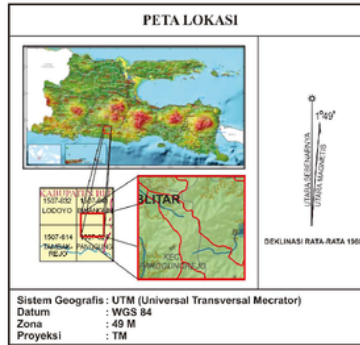 PETA LOKASI
1°49"
UTARA SEBENARNYA
UTARA MAGNETIS
DEKLINASI RATA-RATA
KABUPATEN
1507-632
LODOYO
1507-614
TAMBAK-
REJO
BLITAR
KEC
PANGGUNGREJO
Sistem Geografis : UTM (Universal Transversal Mecrator)
Datum : WGS 84
Zona : 49 M
Proyeksi : TM